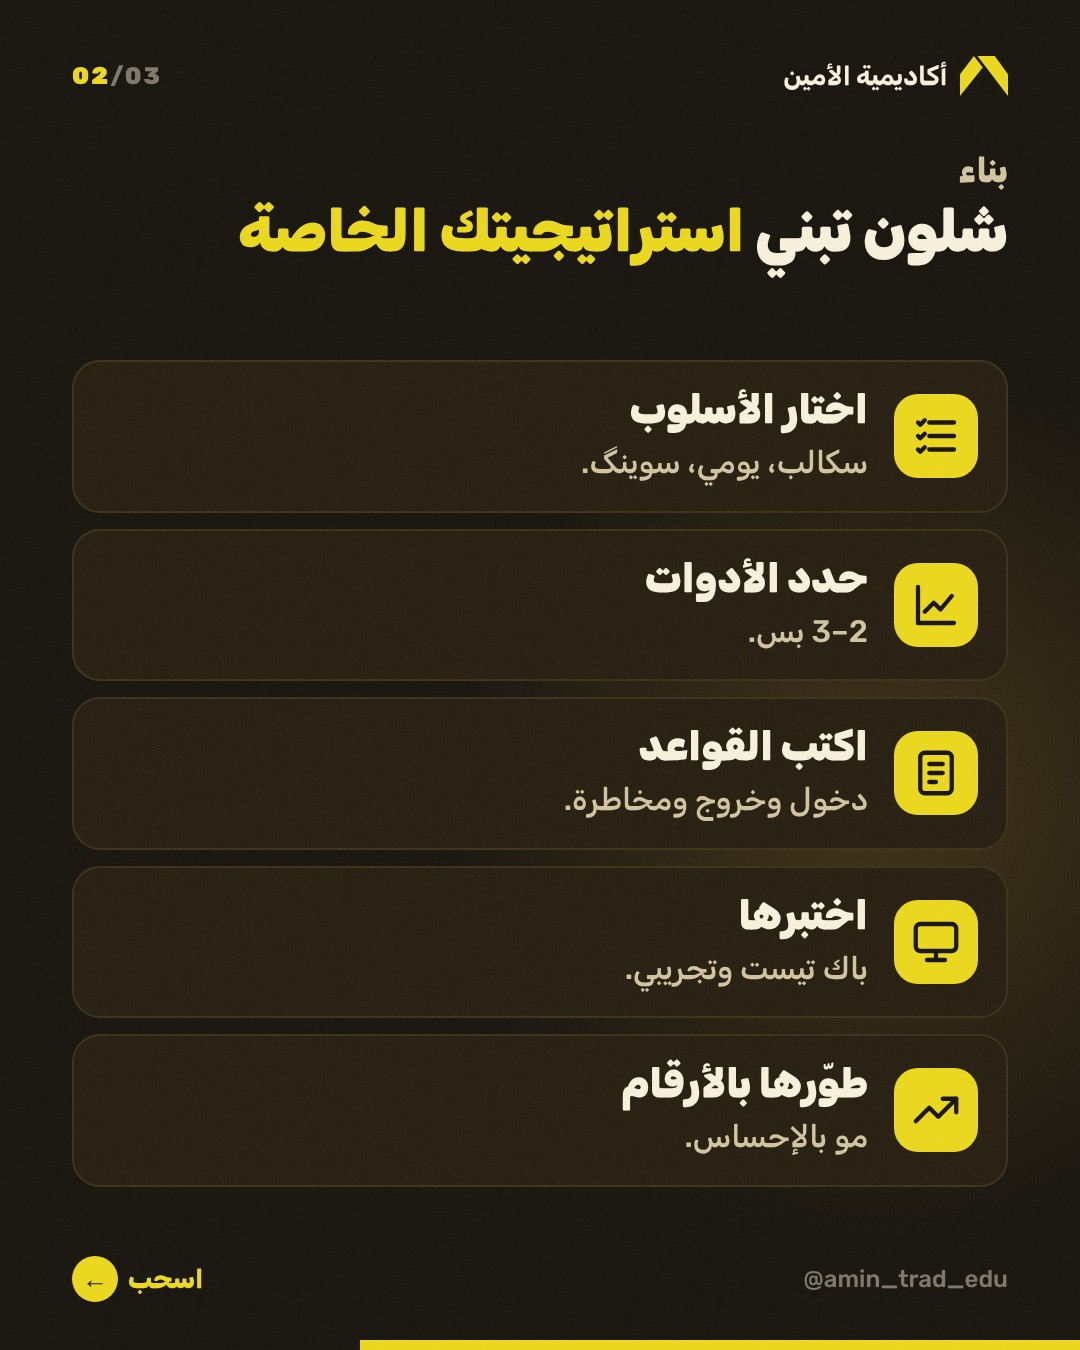 أكاديمية الأمين
02/03
بناء
شلون تبني استراتيجيتك الخاصة
اختار الأسلوب
سكالب، يومي، سوينگ.
حدد الأدوات
2–3 بس.
اكتب القواعد
دخول وخروج ومخاطرة.
اختبرها
باك تيست وتجريبي.
طوّرها بالأرقام
مو بالإحساس.
@amin_trad_edu
اسحب ←